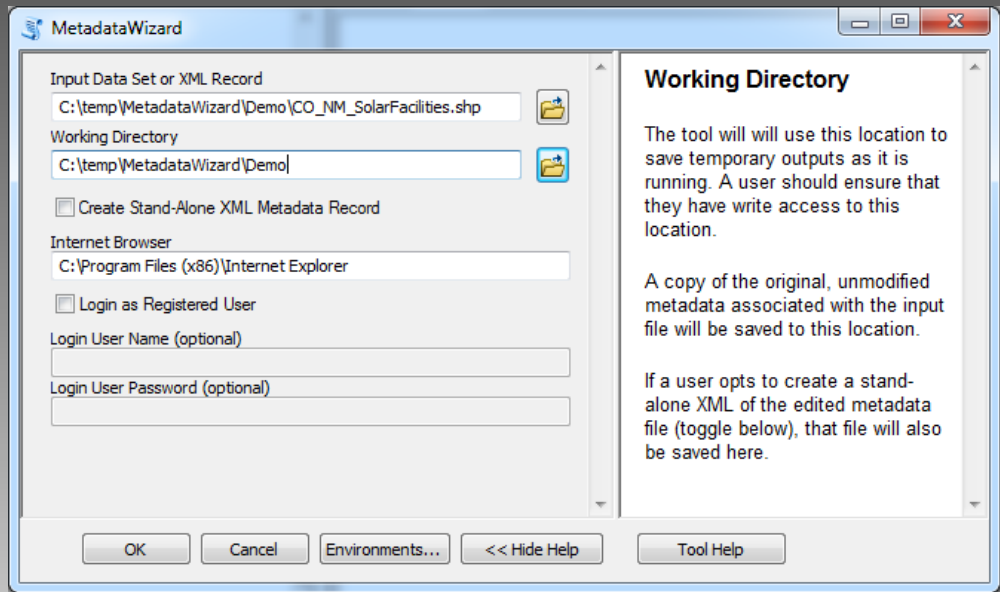 MetadataWizard
Input Data Set or XML Record
C:\temp\MetadataWizard\Demo\CO_NM_SolarFacilities.shp
Working Directory
C:\temp\MetadataWizard\Demo
Create Stand-Alone XML Metadata Record
Internet Browser
C:\Program Files (x86)\Internet Explorer
Login as Registered User
Login User Name (optional)
Login User Password (optional)
Working Directory
The tool will will use this location to
save temporary outputs as it is
running. A user should ensure that
they have write access to this
location.
A copy of the original, unmodified
metadata associated with the input
file will be saved to this location.
If a user opts to create a stand-
alone XML of the edited metadata
file (toggle below), that file will also
be saved here.
OK
Cancel
Environments...
<< Hide Help
Tool Help